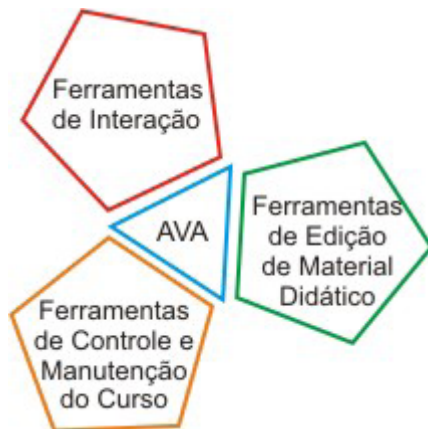 Ferramentas
de Interação
AVA
Ferramentas
de Edição
de Material
Didático
Ferramentas
de Controle e
Manutenção
do Curso